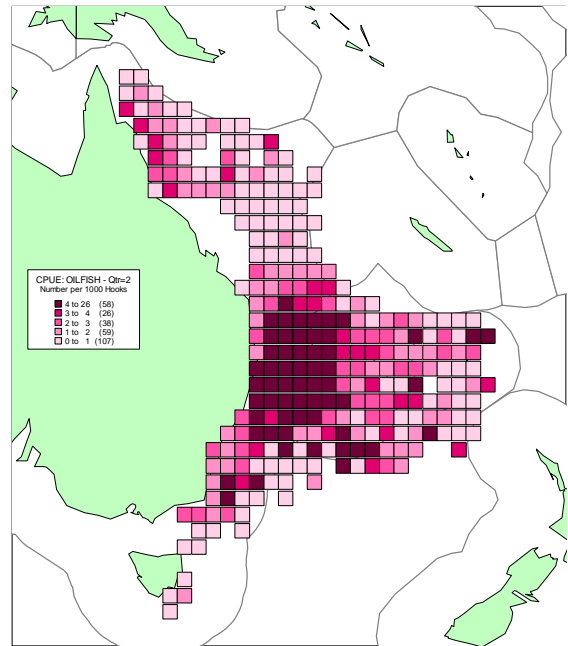 CPUE: OILFISH - Qtr=2
Number per 1000 Hooks
4 to 26 (58)
3 to 4 (26)
2 to 3 (38)
1 to 2 (59)
0 to 1 (107)